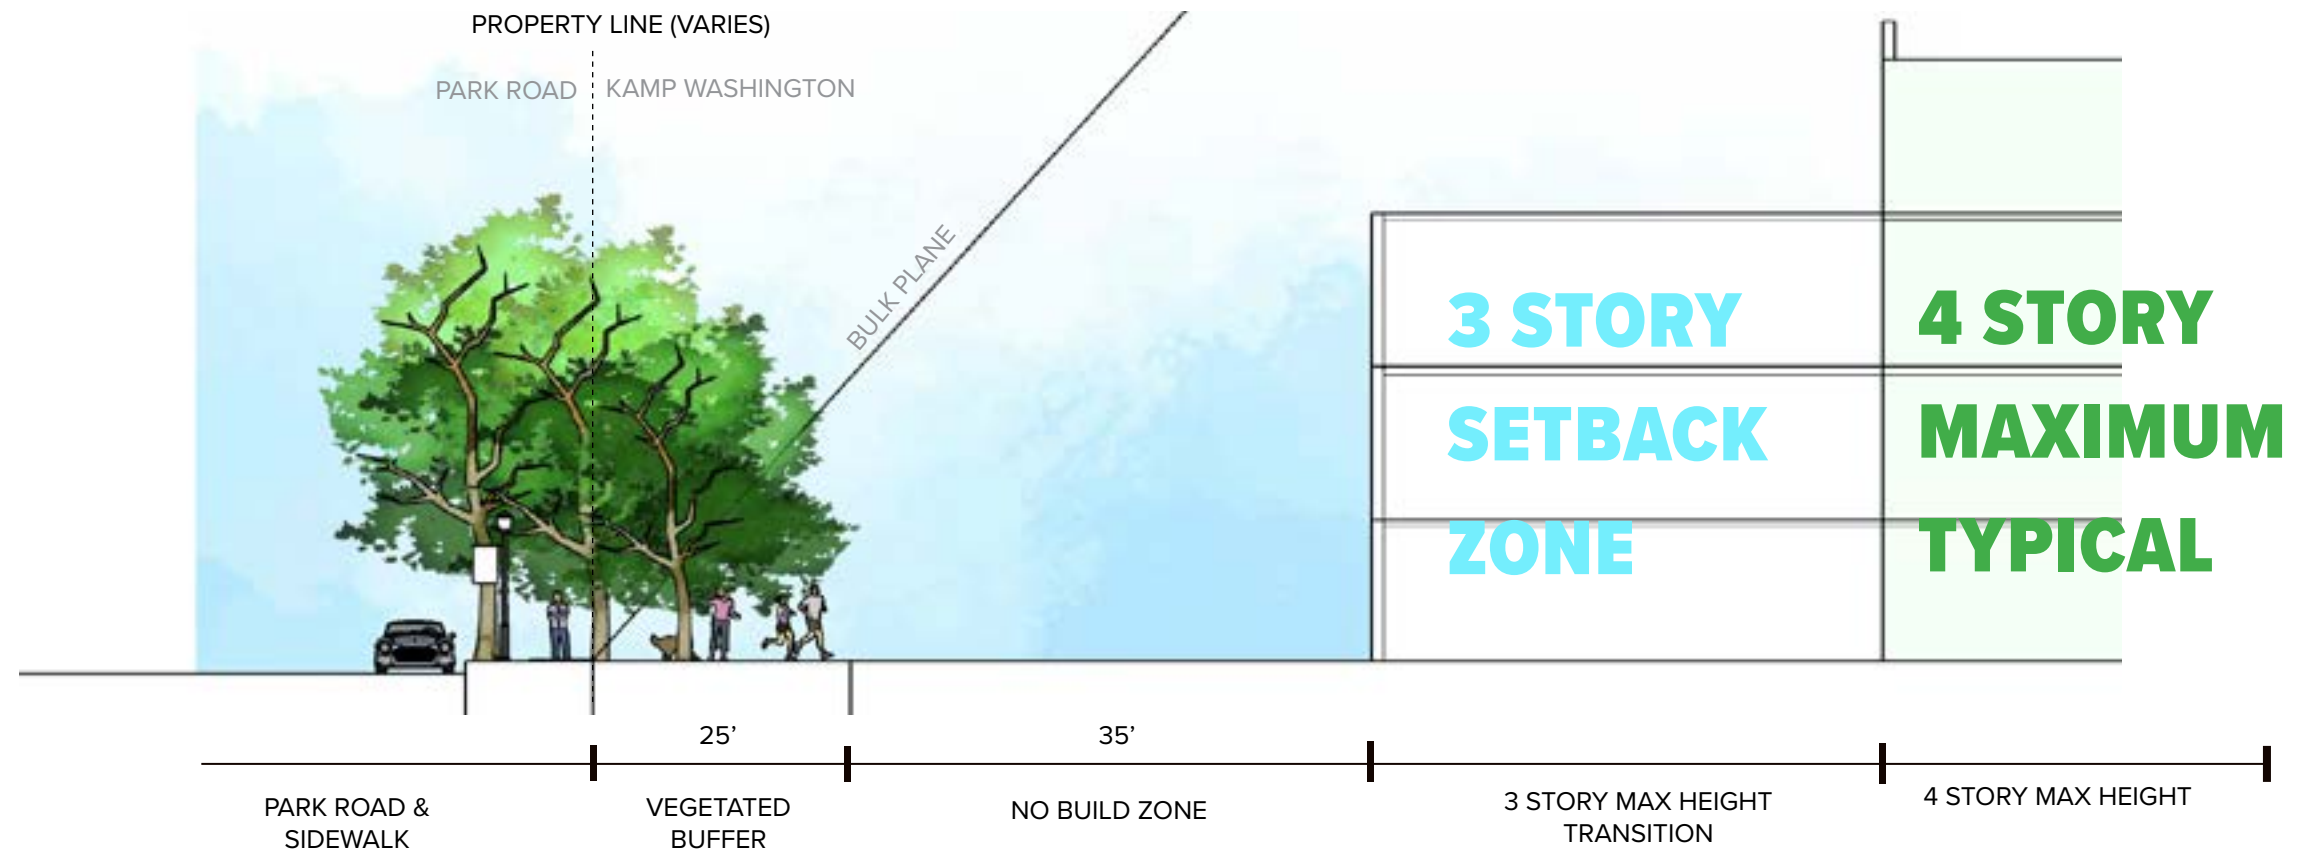 PROPERTY LINE (VARIES)
PARK ROAD
KAMP WASHINGTON
BULK PLANE
3 STORY
SETBACK
ZONE
4 STORY
MAXIMUM
TYPICAL
25’
35’
PARK ROAD &
SIDEWALK
VEGETATED
BUFFER
NO BUILD ZONE
3 STORY MAX HEIGHT
TRANSITION
4 STORY MAX HEIGHT